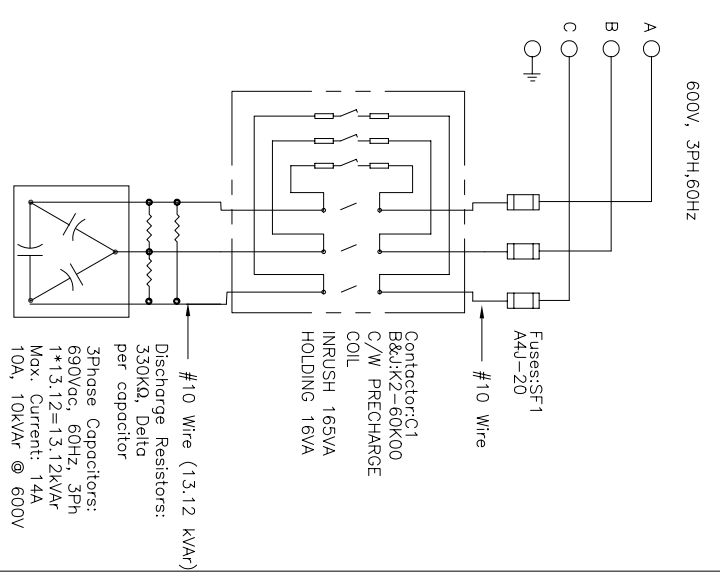 600V, 3PH,60Hz
A
B
C
Fuses:SF1
A4J-20
#10 Wire
Contactor:C1
B&J:K2-60K00
C/W PRECHARGE
COIL
INRUSH 165VA
HOLDING 16VA
#10 Wire (13.12 kVAr)
Discharge Resistors:
330KΩ, Delta
per capacitor
3Phase Capacitors:
690Vac, 60Hz, 3Ph
1*13.12=13.12kVAr
Max. Current: 14A
10A, 10kVAr @ 600V